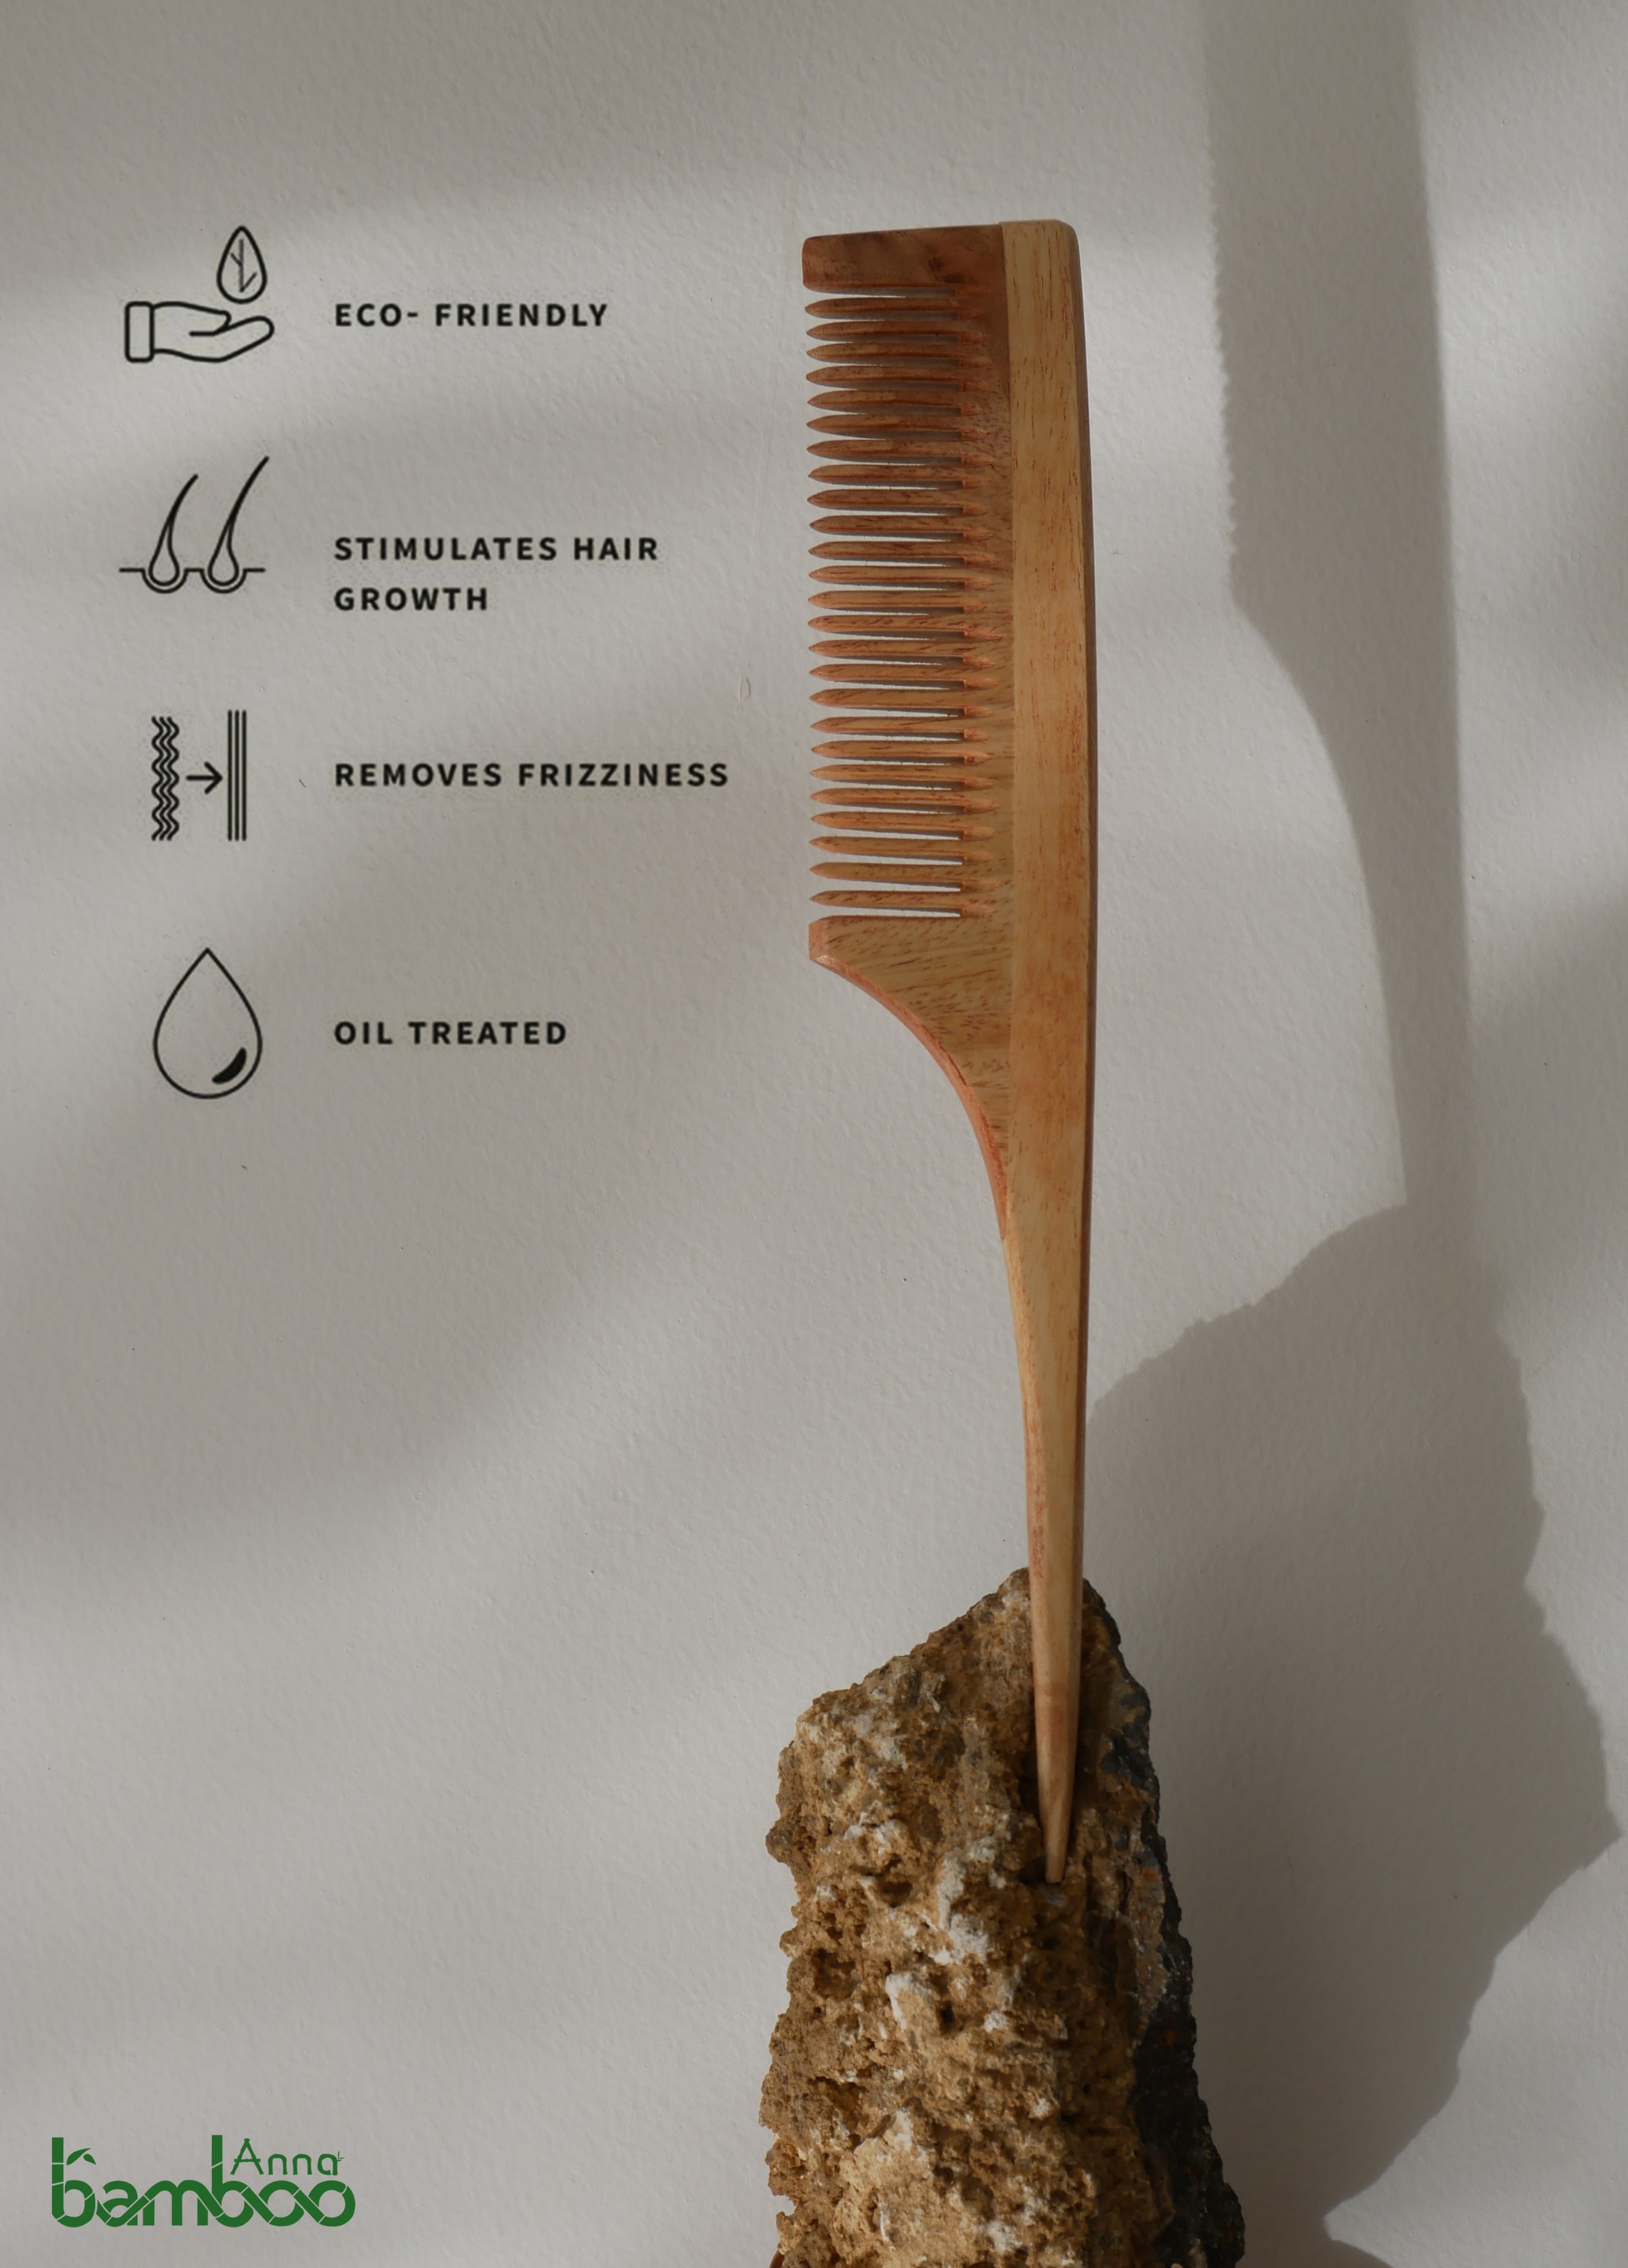 ECO- FRIENDLY
STIMULATES HAIR
GROWTH
REMOVES FRIZZINESS
OIL TREATED
Anna
bamboo